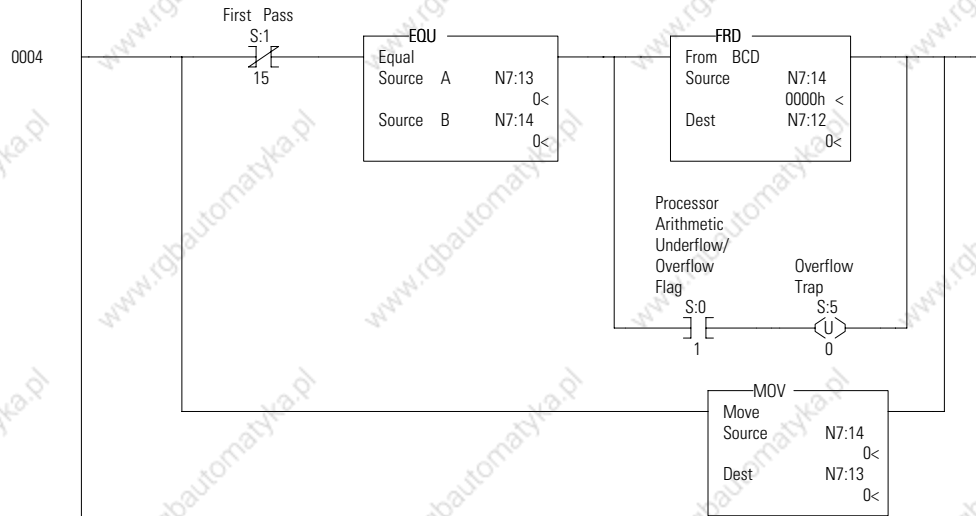 First Pass
S:1
15
0004
EQU
Equal
Source A N7:13
0<
Source B N7:14
0<
FRD
From BCD
Source N7:14
0000h <
Dest N7:12
0<
Processor
Arithmetic
Underflow/
Overflow
Flag
S:0
1
Overflow
Trap
S:5
U
0
MOV
Move
Source N7:14
0<
Dest N7:13
0<
www.rgbautomatyka.pl